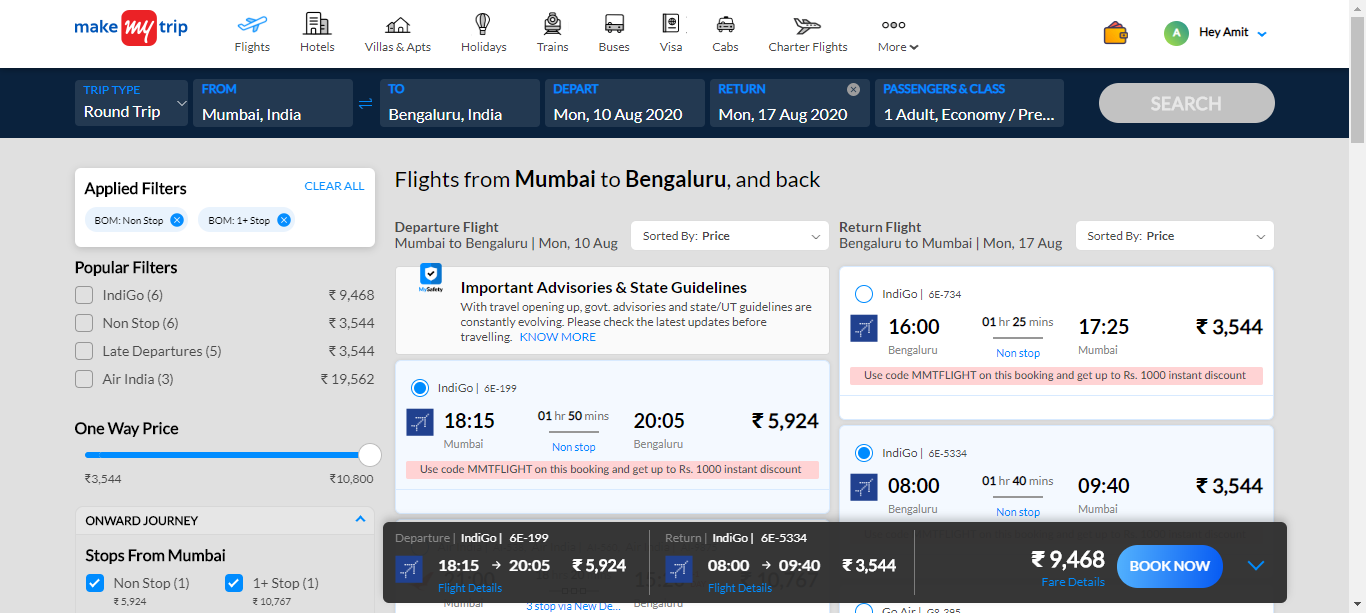 make my trip
Flights
Hotels
Villas & Apts
Holidays
Trains
Buses
Visa
Cabs
Charter Flights
More
A
Hey Amit
TRIP TYPE
Round Trip
FROM
Mumbai, India
TO
Bengaluru, India
DEPART
Mon, 10 Aug 2020
RETURN
Mon, 17 Aug 2020
PASSENGERS & CLASS
1 Adult, Economy / Pre...
SEARCH
Applied Filters
CLEAR ALL
BOM: Non Stop
BOM: 1+ Stop
Popular Filters
IndiGo (6) ₹ 9,468
Non Stop (6) ₹ 3,544
Late Departures (5) ₹ 3,544
Air India (3) ₹ 19,562
One Way Price
₹3,544 ₹10,800
ONWARD JOURNEY
Stops From Mumbai
Non Stop (1) 1+ Stop (1)
₹ 5,924 ₹ 10,767
Flights from Mumbai to Bengaluru, and back
Departure Flight
Mumbai to Bengaluru | Mon, 10 Aug
Sorted By: Price
MySafety
Important Advisories & State Guidelines
With travel opening up, govt. advisories and state/UT guidelines are
constantly evolving. Please check the latest updates before
travelling. KNOW MORE
IndiGo | 6E-199
18:15 01 hr 50 mins 20:05 ₹ 5,924
Mumbai Non stop Bengaluru
Use code MMTFLIGHT on this booking and get up to Rs. 1000 instant discount
Return Flight
Bengaluru to Mumbai | Mon, 17 Aug
Sorted By: Price
IndiGo | 6E-734
16:00 01 hr 25 mins 17:25 ₹ 3,544
Bengaluru Non stop Mumbai
Use code MMTFLIGHT on this booking and get up to Rs. 1000 instant discount
IndiGo | 6E-5334
08:00 01 hr 40 mins 09:40 ₹ 3,544
Bengaluru Non stop Mumbai
Departure | IndiGo | 6E-199
18:15 → 20:05 ₹ 5,924
Flight Details
Return | IndiGo | 6E-5334
08:00 → 09:40 ₹ 3,544
Flight Details
₹ 9,468
Fare Details
BOOK NOW
Mumbai 3 stop via New De... Bengaluru
Go Air | G8-395